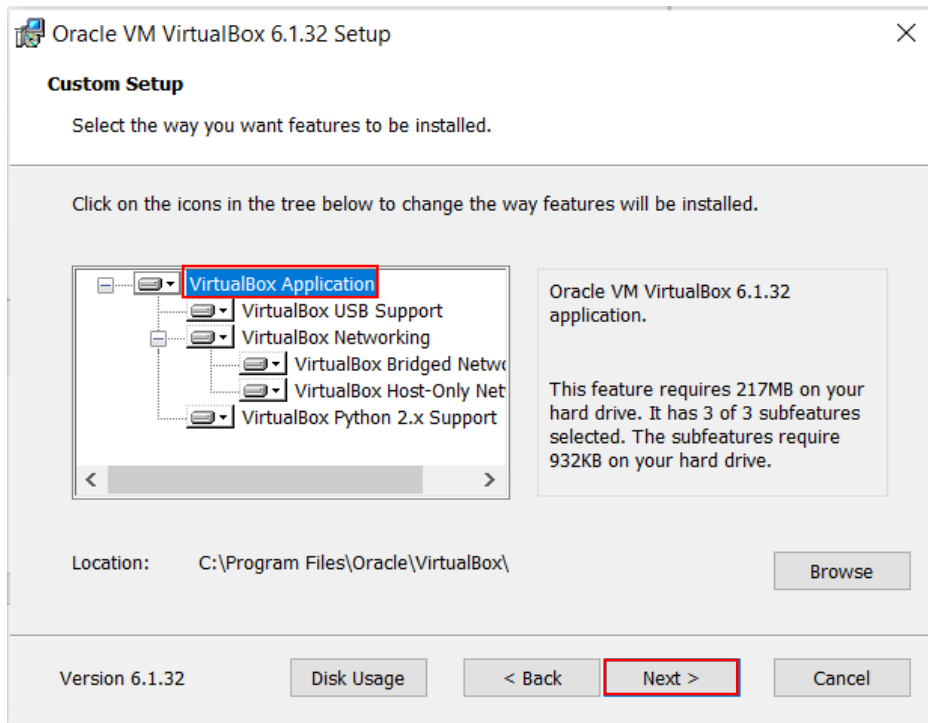 Oracle VM VirtualBox 6.1.32 Setup
Custom Setup
Select the way you want features to be installed.
Click on the icons in the tree below to change the way features will be installed.
VirtualBox Application
VirtualBox USB Support
VirtualBox Networking
VirtualBox Bridged Netwo
VirtualBox Host-Only Net
VirtualBox Python 2.x Support
Oracle VM VirtualBox 6.1.32
application.
This feature requires 217MB on your
hard drive. It has 3 of 3 subfeatures
selected. The subfeatures require
932KB on your hard drive.
Location: C:\Program Files\Oracle\VirtualBox\
Browse
Version 6.1.32 Disk Usage < Back Next > Cancel